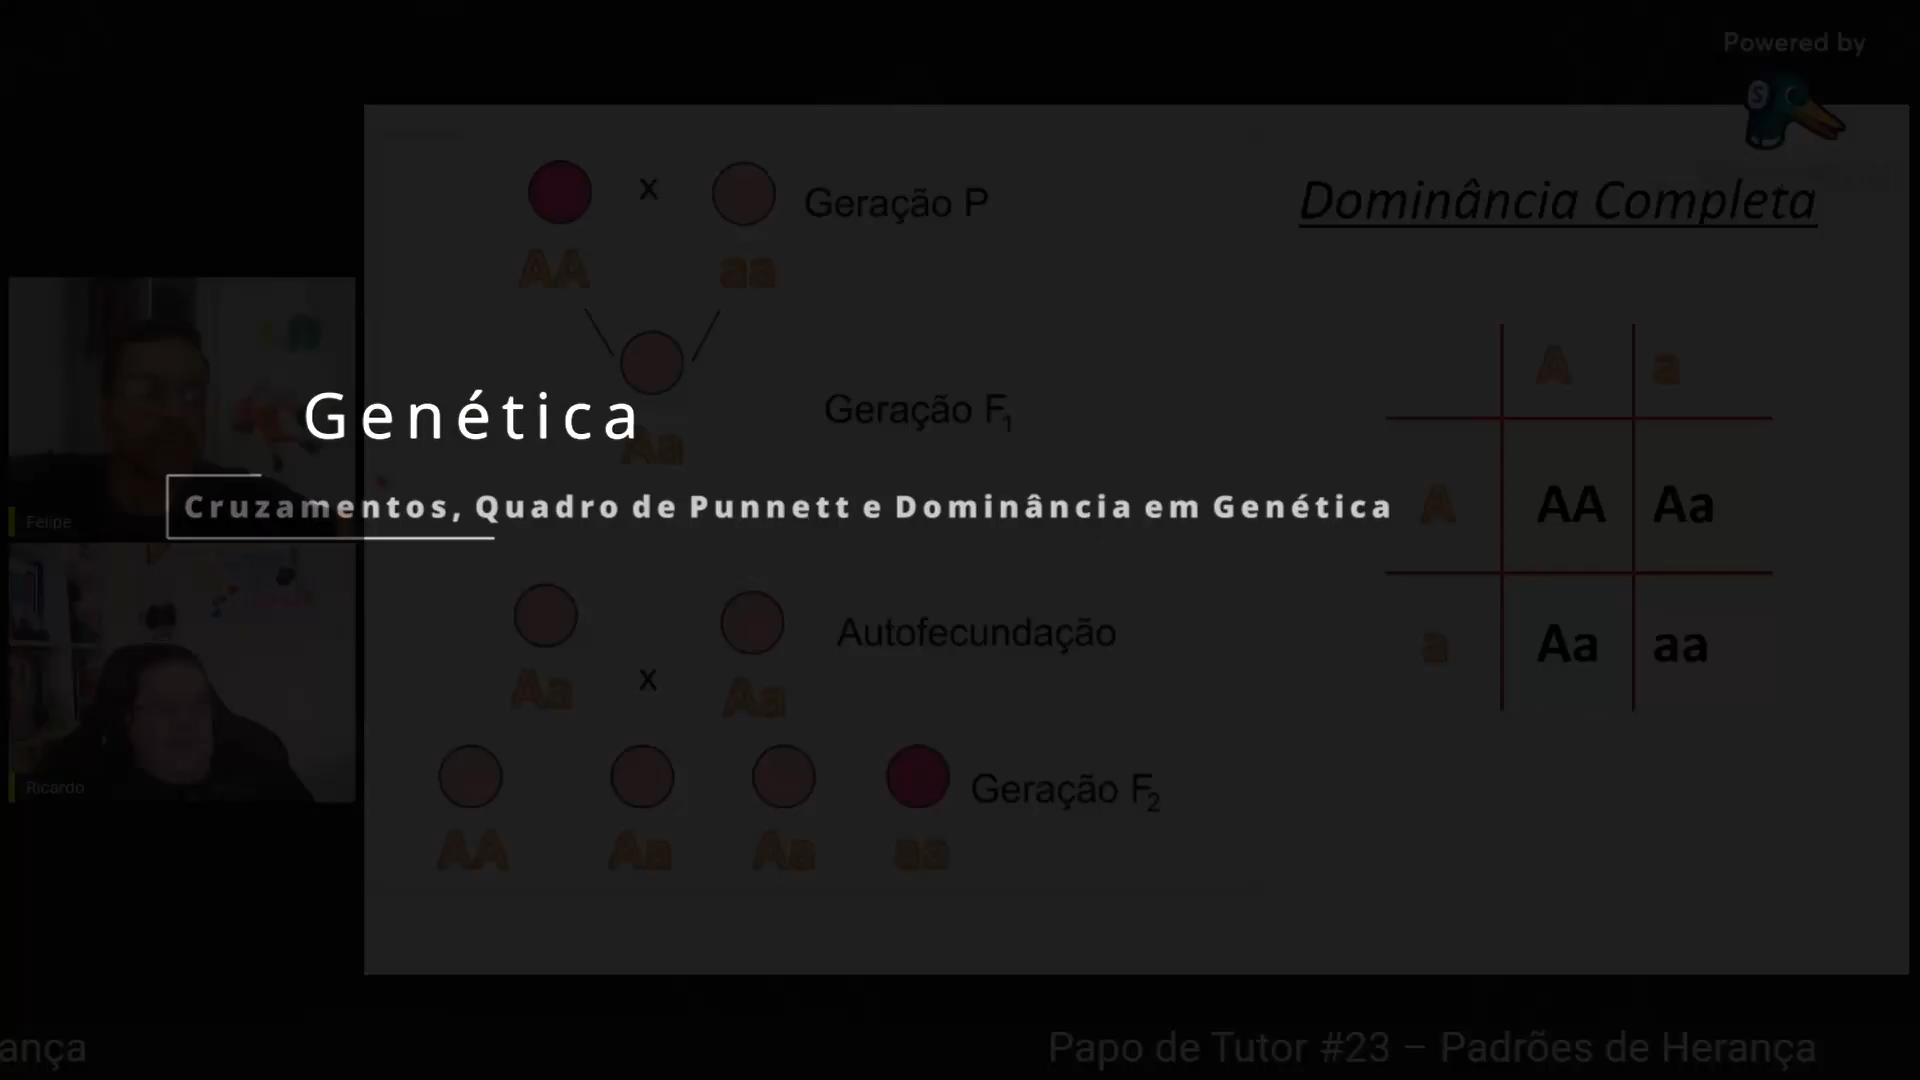 Powered by
S
x
Geração P
Dominância Completa
AA
aa
A
a
Geração F1
Genética
Aa
Cruzamentos, Quadro de Punnett e Dominância em Genética
A
AA
Aa
Felipe
x
Autofecundação
a
Aa
aa
Aa
Aa
Ricardo
Geração F2
AA
Aa
Aa
aa
ança
Papo de Tutor #23 – Padrões de Herança